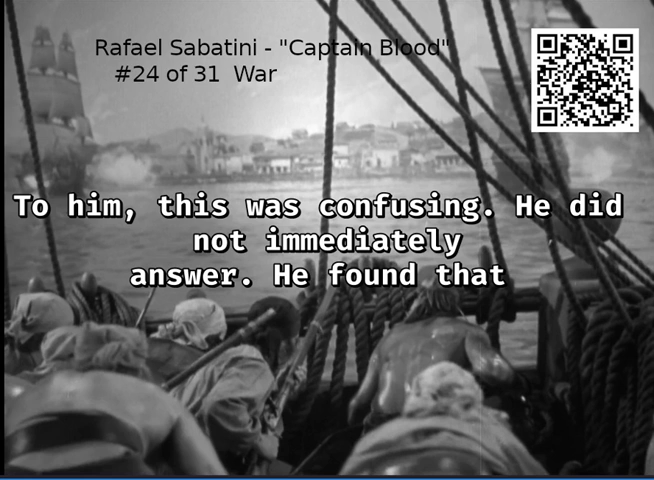 Rafael Sabatini - "Captain Blood"
#24 of 31  War
To him, this was confusing. He did
not immediately
answer. He found that